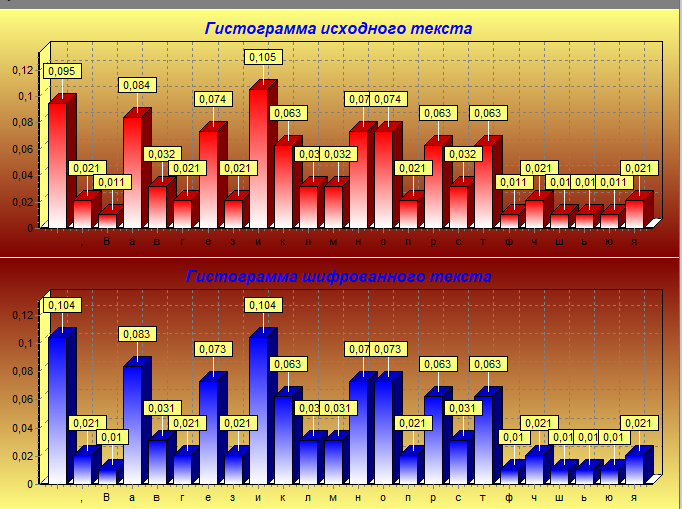 Гистограмма исходного текста
0,105
0,12 0,095
0,084
0,1 0,074 0,07 0,074
0,063 0,063 0,063
0,08
0,06 0,032 0,03 0,032 0,032
0,021 0,021 0,021 0,021 0,021 0,021
0,04 0,011 0,011 0,01 0,01 0,011
0,02
0 , В а в г е з и к л м н о п р с т ф ч ш ь ю я
Гистограмма шифрованного текста
0,104 0,104
0,12
0,083
0,1 0,073 0,07 0,073
0,063 0,063 0,063
0,08
0,06 0,031 0,03 0,031 0,031
0,021 0,021 0,021 0,021 0,021 0,021
0,04 0,01 0,01 0,01 0,01 0,01
0,02
0 , В а в г е з и к л м н о п р с т ф ч ш ь ю я